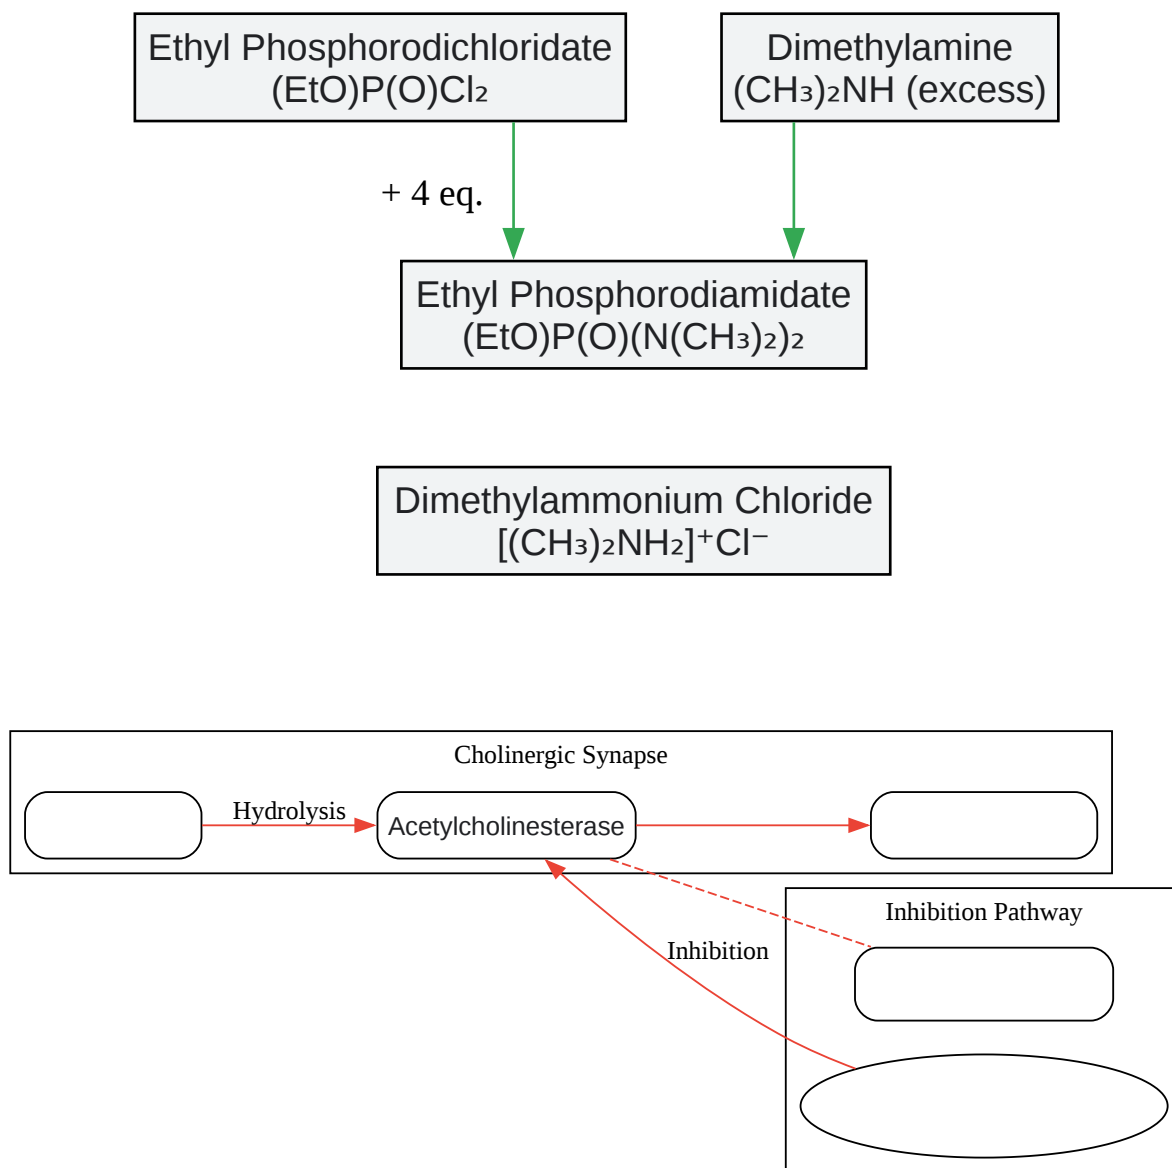 Ethyl Phosphorodichloridate
(EtO)P(O)Cl₂
Dimethylamine
(CH₃)₂NH (excess)
+ 4 eq.
Ethyl Phosphorodiamidate
(EtO)P(O)(N(CH₃)₂)₂
Dimethylammonium Chloride
[(CH₃)₂NH₂]⁺Cl⁻
Cholinergic Synapse
Hydrolysis
Acetylcholinesterase
Inhibition Pathway
Inhibition